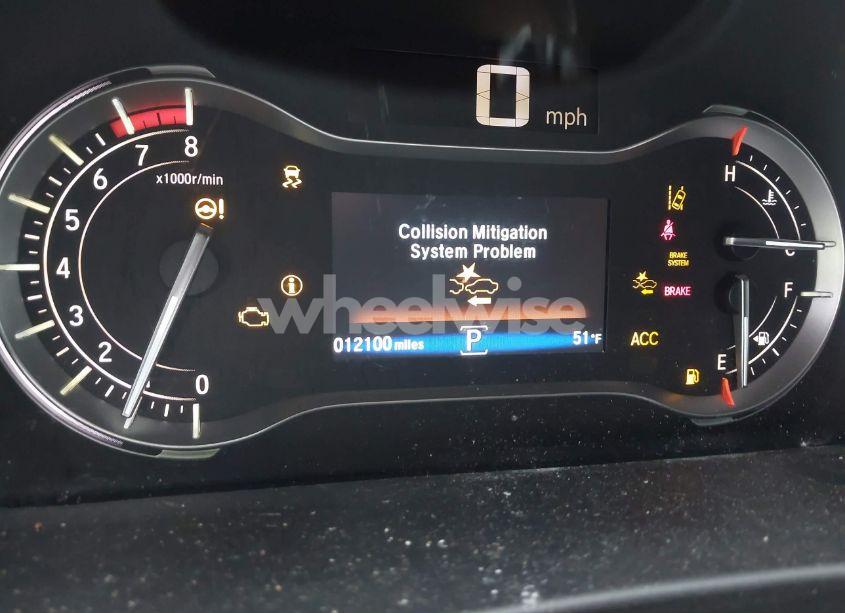 0 mph
8
7
6
x1000r/min
5
4
3
2
0
Collision Mitigation
System Problem
012100 miles
P
51°F
wheelwise
BRAKE
SYSTEM
BRAKE
ACC
H
C
F
E